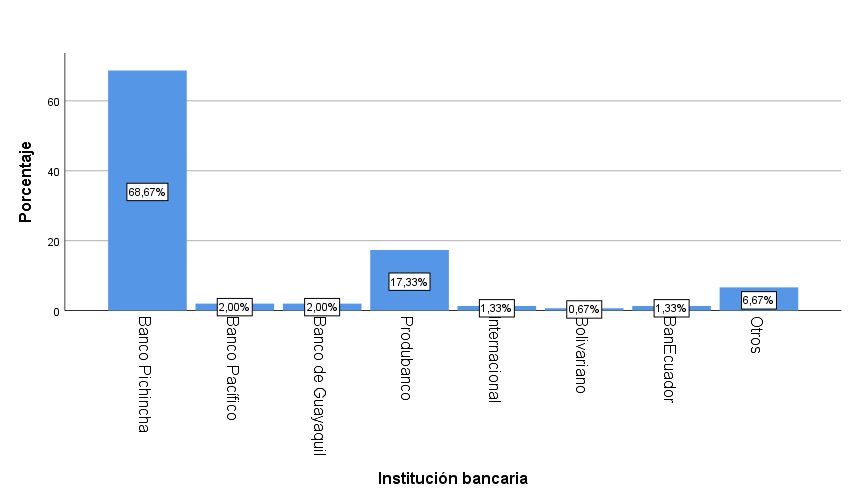 Porcentaje
60
40
20
0
68,67%
2,00%
2,00%
17,33%
1,33%
0,67%
1,33%
6,67%
Banco Pichincha
Banco Pacífico
Banco de Guayaquil
Produbanco
Internacional
Bolivariano
BanEcuador
Otros
Institución bancaria